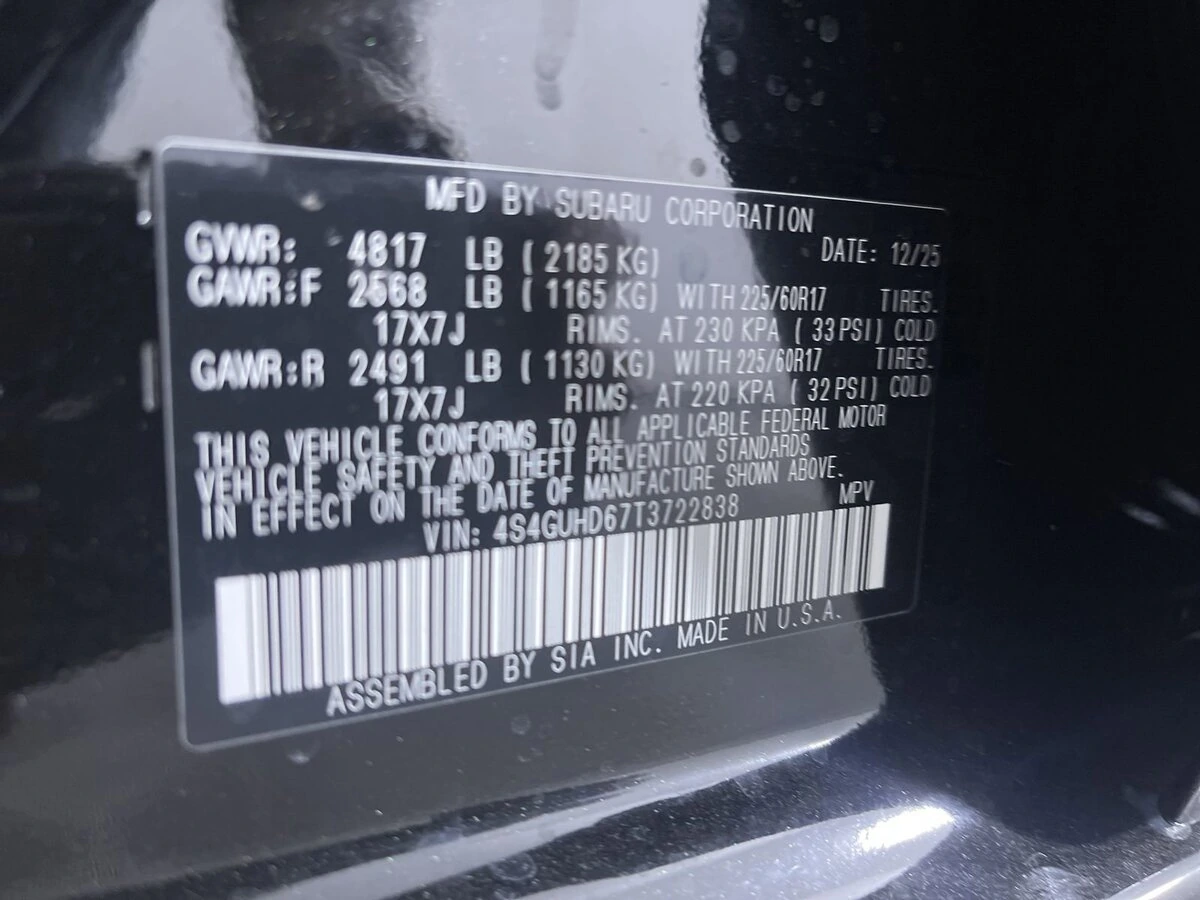 MFD BY SUBARU CORPORATION
GVWR: 4817 LB ( 2185 KG) DATE: 12/25
GAWR:F 2568 LB ( 1165 KG) WITH 225/60R17 TIRES.
17X7J RIMS. AT 230 KPA ( 33 PSI) COLD
GAWR:R 2491 LB ( 1130 KG) WITH 225/60R17 TIRES.
17X7J RIMS. AT 220 KPA ( 32 PSI) COLD
THIS VEHICLE CONFORMS TO ALL APPLICABLE FEDERAL MOTOR
VEHICLE SAFETY AND THEFT PREVENTION STANDARDS
IN EFFECT ON THE DATE OF MANUFACTURE SHOWN ABOVE.
VIN: 4S4GUHD67T3722838 MPV
ASSEMBLED BY SIA INC. MADE IN U.S.A.